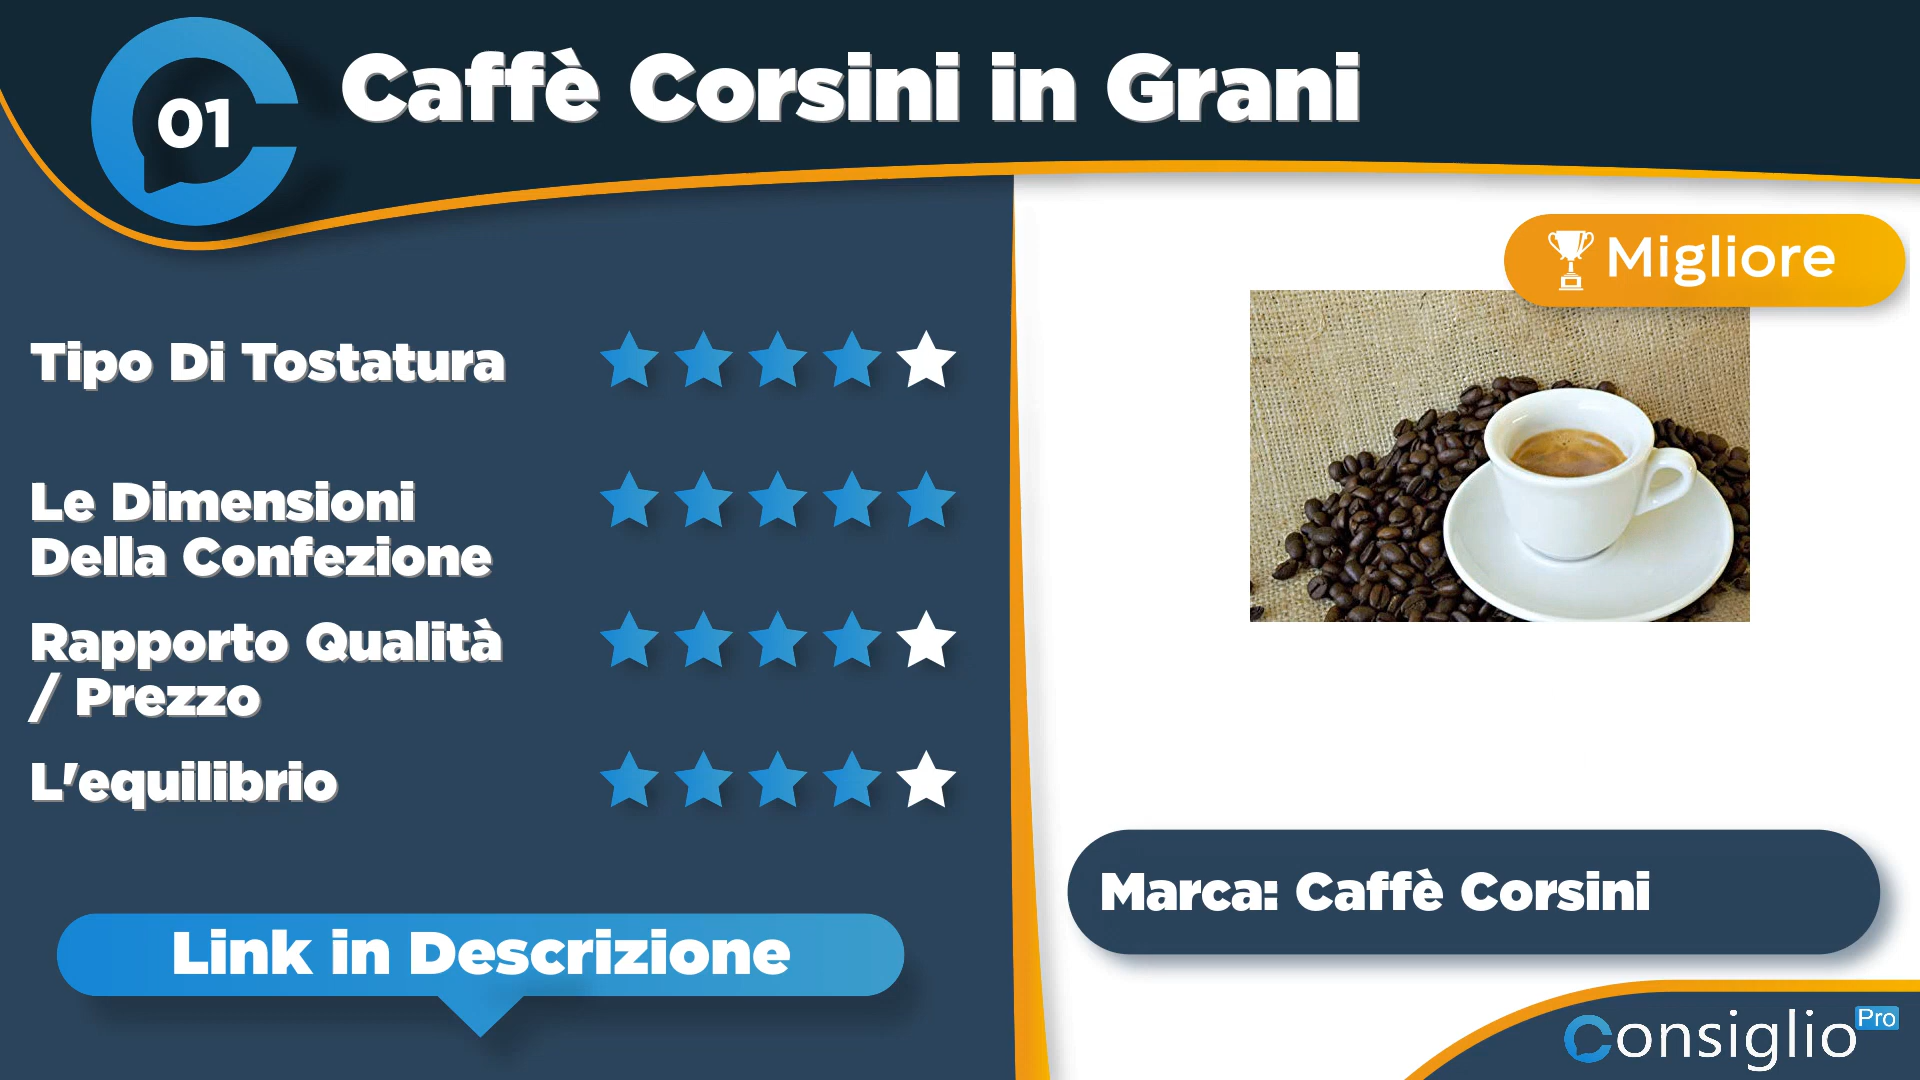 01
Caffè Corsini in Grani
Migliore
Tipo Di Tostatura
Le Dimensioni
Della Confezione
Rapporto Qualità
/ Prezzo
L'equilibrio
Marca: Caffè Corsini
Link in Descrizione
Consiglio Pro